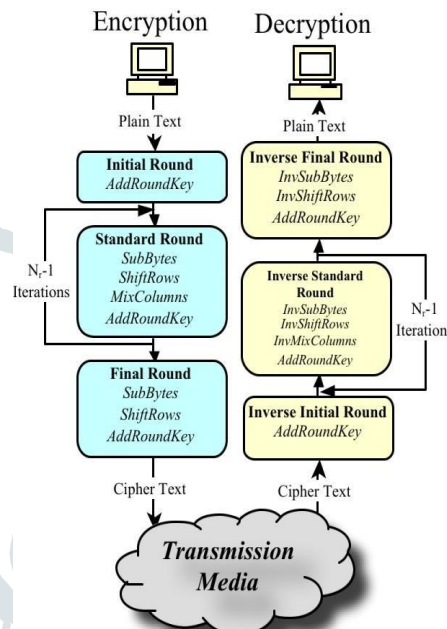 Encryption
Plain Text
Initial Round
AddRoundKey
Standard Round
SubBytes
ShiftRows
MixColumns
AddRoundKey
Nr-1
Iterations
Final Round
SubBytes
ShiftRows
AddRoundKey
Cipher Text
Decryption
Plain Text
Inverse Final Round
InvSubBytes
InvShiftRows
AddRoundKey
Inverse Standard
Round
InvSubBytes
InvShiftRows
InvMixColumns
AddRoundKey
Nr-1
Iteration
Inverse Initial Round
AddRoundKey
Cipher Text
Transmission
Media